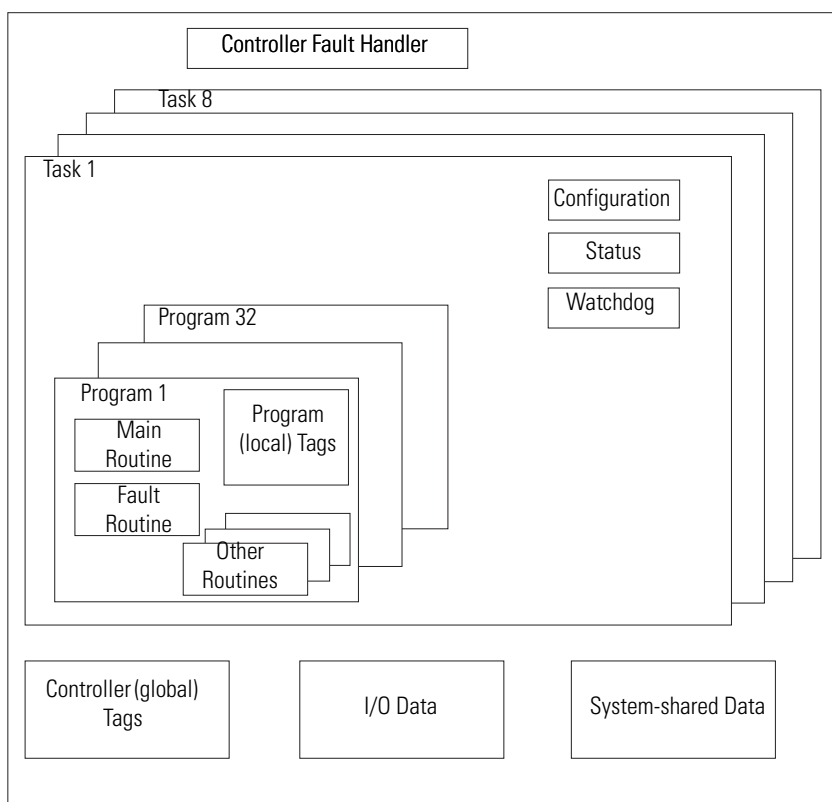 Controller Fault Handler
Task 8
Task 1
Configuration
Status
Watchdog
Program 32
Program 1
Main
Routine
Program
(local) Tags
Fault
Routine
Other
Routines
Controller (global)
Tags
I/O Data
System-shared Data